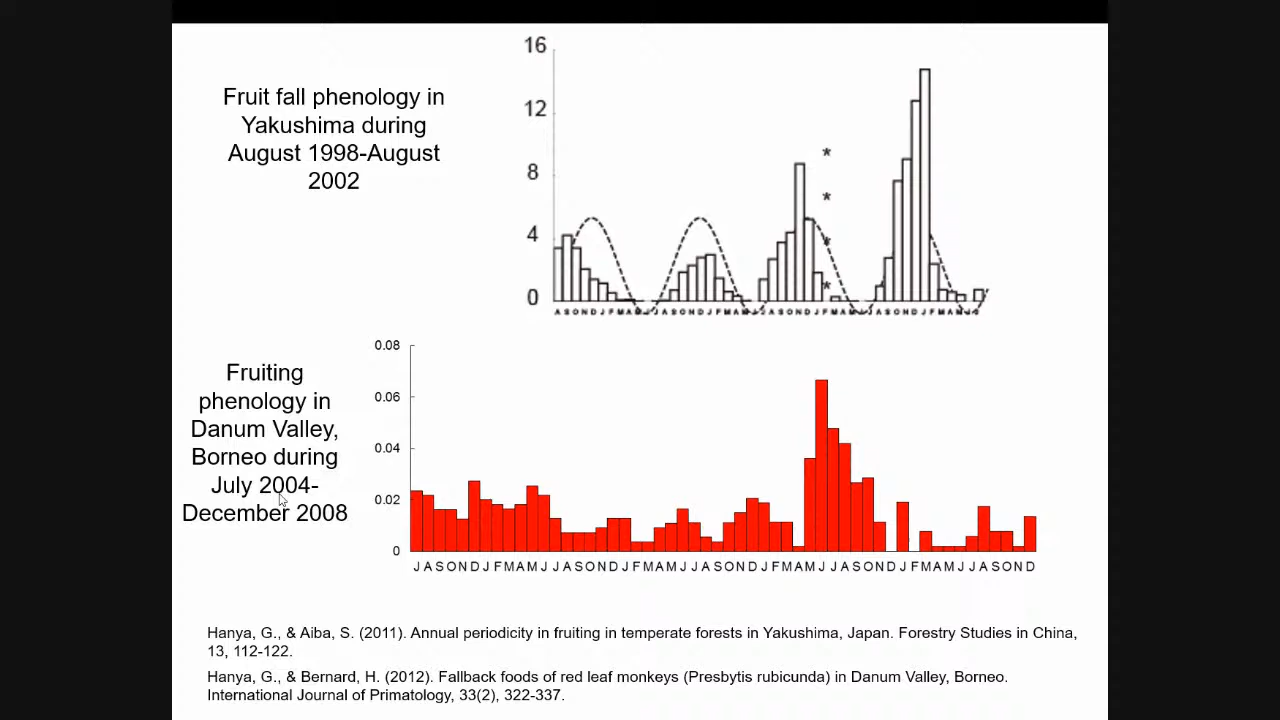 Fruit fall phenology in
Yakushima during
August 1998-August
2002
16
12
8
4
0
* * * *
Fruiting
phenology in
Danum Valley,
Borneo during
July 2004-
December 2008
0.08
0.06
0.04
0.02
0
J A S O N D J F M A M J J A S O N D J F M A M J J A S O N D J F M A M J J A S O N D J F M A M J J A S O N D
Hanya, G., & Aiba, S. (2011). Annual periodicity in fruiting in temperate forests in Yakushima, Japan. Forestry Studies in China,
13, 112-122.
Hanya, G., & Bernard, H. (2012). Fallback foods of red leaf monkeys (Presbytis rubicunda) in Danum Valley, Borneo.
International Journal of Primatology, 33(2), 322-337.